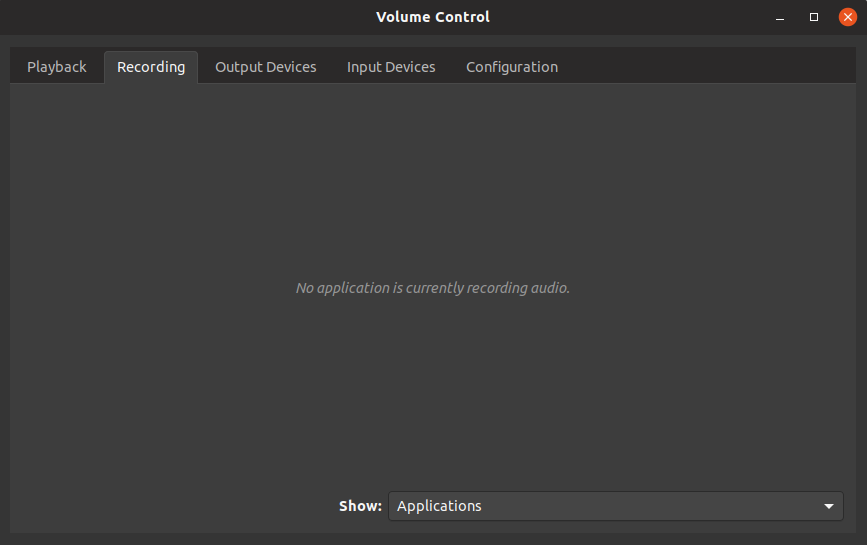 Volume Control
Playback Recording Output Devices Input Devices Configuration
No application is currently recording audio.
Show: Applications